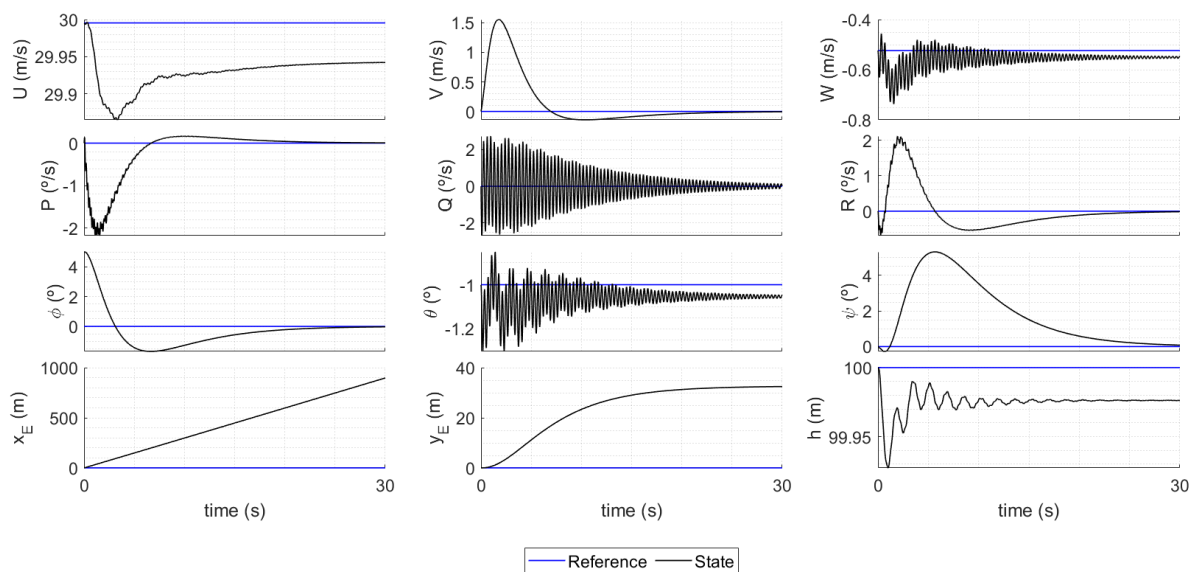 30
29.95
29.9
U (m/s)
1.5
1
0.5
0
V (m/s)
-0.4
-0.6
-0.8
W (m/s)
0
-1
-2
P (º/s)
2
0
-2
Q (º/s)
2
1
0
R (º/s)
4
2
0
ϕ (º)
-1
-1.2
θ (º)
4
2
0
ψ (º)
1000
500
0
x_E (m)
0
30
time (s)
40
20
0
y_E (m)
0
30
time (s)
100
99.95
h (m)
0
30
time (s)
Reference
State